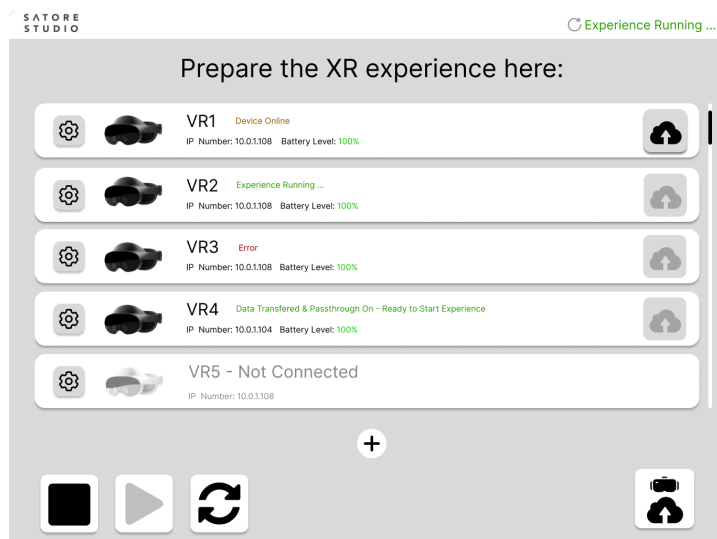 SATORE
STUDIO
Experience Running ...
Prepare the XR experience here:
VR1 Device Online
IP Number: 10.0.1.108 Battery Level: 100%
VR2 Experience Running ...
IP Number: 10.0.1.108 Battery Level: 100%
VR3 Error
IP Number: 10.0.1.108 Battery Level: 100%
VR4 Data Transfered & Passthrough On - Ready to Start Experience
IP Number: 10.0.1.104 Battery Level: 100%
VR5 - Not Connected
IP Number: 10.0.1.108